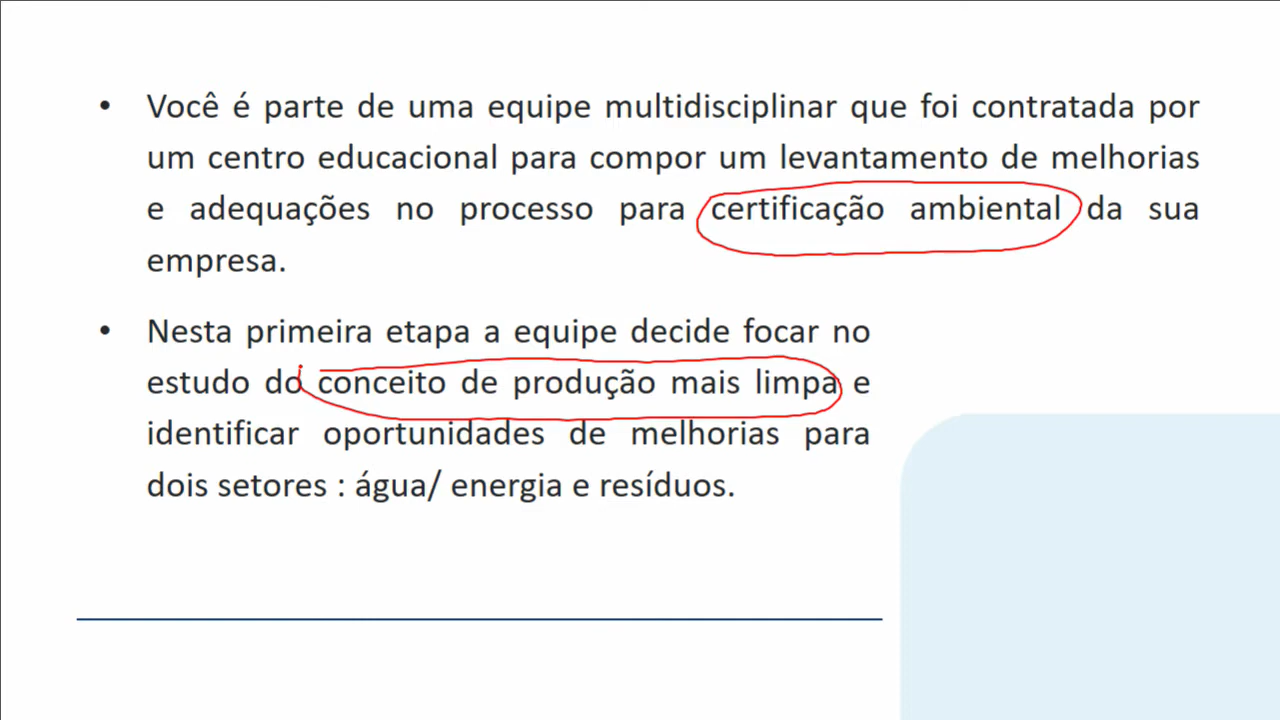 • Você é parte de uma equipe multidisciplinar que foi contratada por
um centro educacional para compor um levantamento de melhorias
e adequações no processo para certificação ambiental da sua
empresa.
• Nesta primeira etapa a equipe decide focar no
estudo do conceito de produção mais limpa e
identificar oportunidades de melhorias para
dois setores : água/ energia e resíduos.